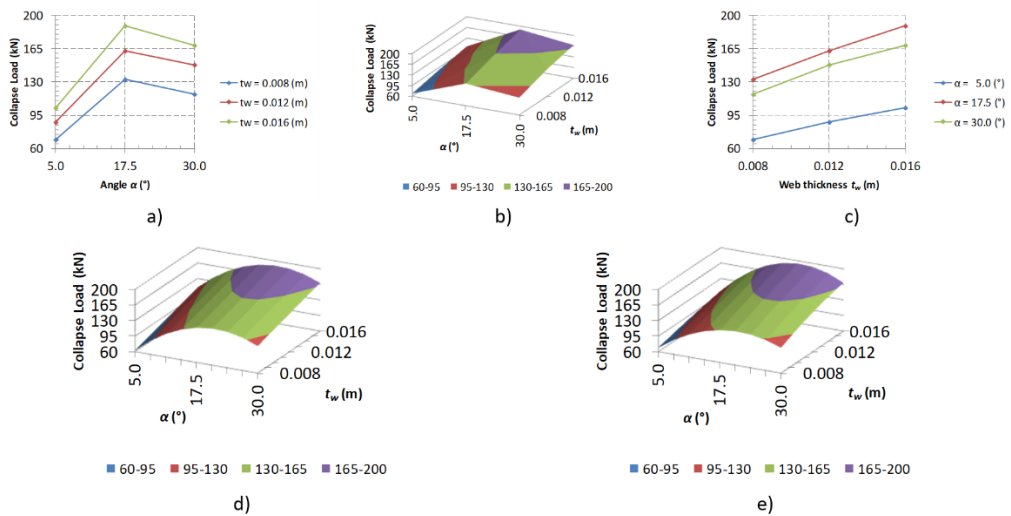 200
165
130
95
60
Collapse Load (kN)
5.0
17.5
30.0
Angle α (°)
tw = 0.008 (m)
tw = 0.012 (m)
tw = 0.016 (m)
a)
Collapse Load (kN)
200
165
130
95
60
5.0
17.5
30.0
α (°)
0.016
0.012
0.008
tw (m)
60-95
95-130
130-165
165-200
b)
Collapse Load (kN)
200
165
130
95
60
0.008
0.012
0.016
Web thickness tw (m)
α = 5.0 (°)
α = 17.5 (°)
α = 30.0 (°)
c)
Collapse Load (kN)
200
165
130
95
60
5.0
17.5
30.0
α (°)
0.016
0.012
0.008
tw (m)
60-95
95-130
130-165
165-200
d)
Collapse Load (kN)
200
165
130
95
60
5.0
17.5
30.0
α (°)
0.016
0.012
0.008
tw (m)
60-95
95-130
130-165
165-200
e)